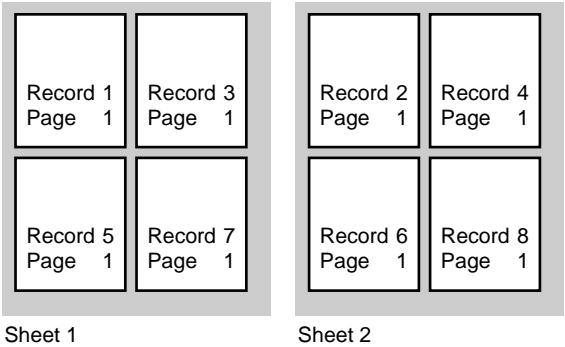 Record 1
Page 1
Record 3
Page 1
Record 5
Page 1
Record 7
Page 1
Sheet 1
Record 2
Page 1
Record 4
Page 1
Record 6
Page 1
Record 8
Page 1
Sheet 2